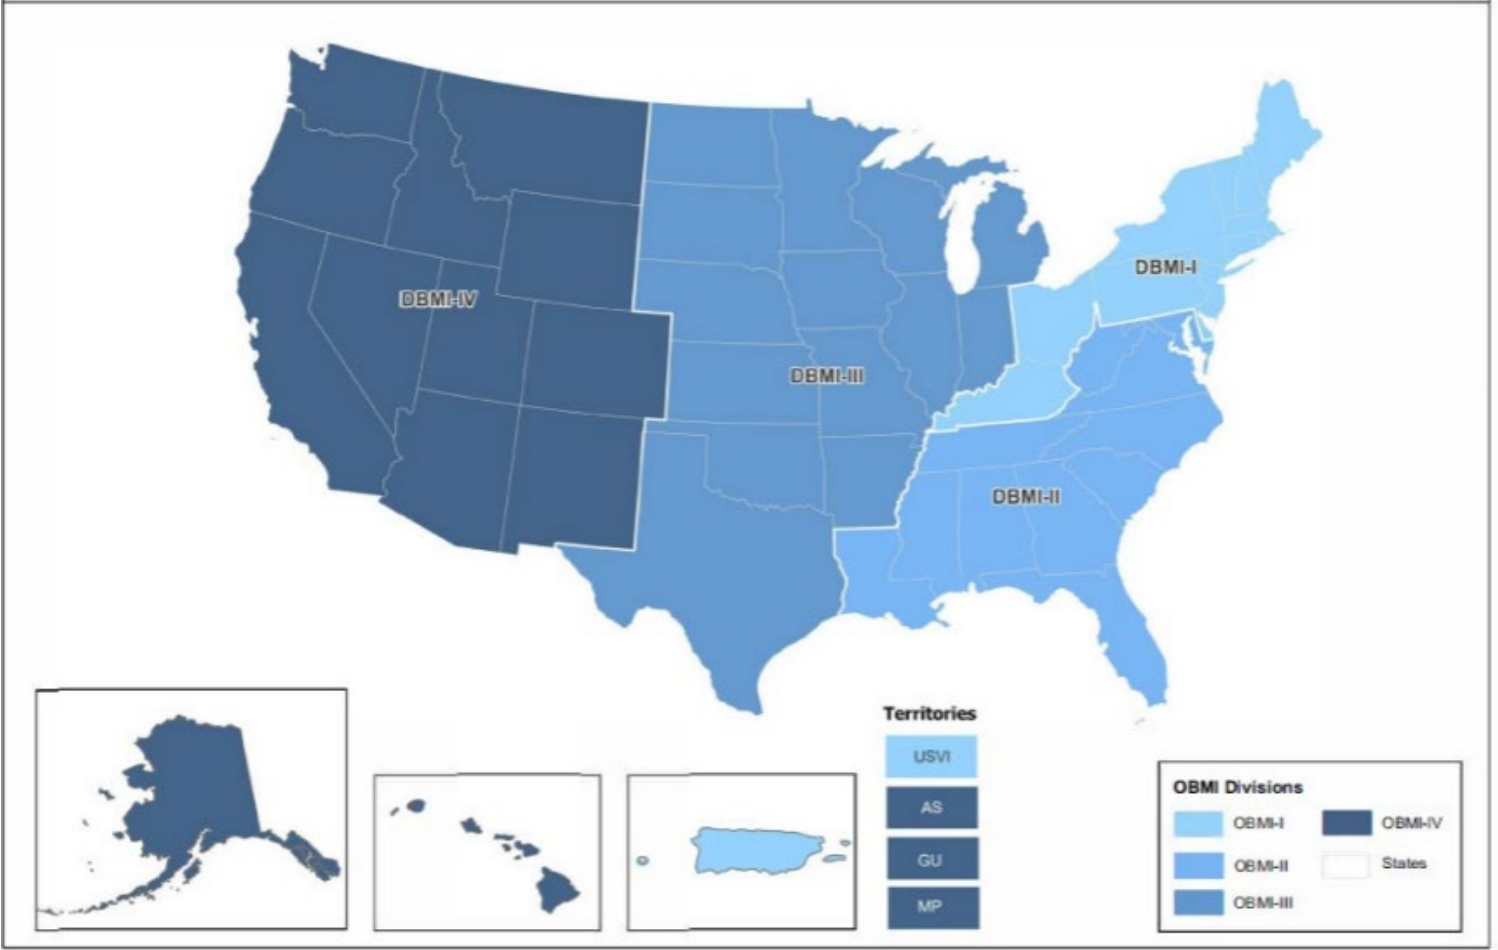 DBMI-I
DBMI-IV
DBMI-III
DBMI-II
Territories
USVI
AS
GU
MP
OBMI Divisions
OBMI-I
OBMI-IV
OBMI-II
States
OBMI-III